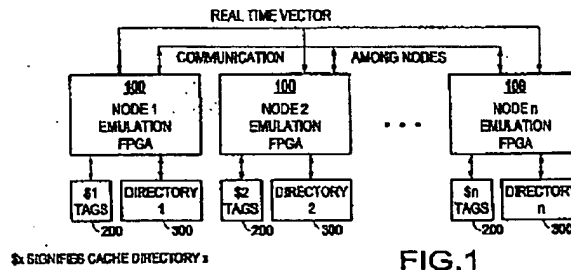 REAL TIME VECTOR
COMMUNICATION AMONG NODES
100 100 100
NODE 1 NODE 2 NODE n
EMULATION EMULATION EMULATION
FPGA FPGA • • • FPGA
$1 TAGS DIRECTORY 1 $2 TAGS DIRECTORY 2 $n TAGS DIRECTORY n
200 300 200 300 200 300
$x SIGNIFIES CACHE DIRECTORY x
FIG.1